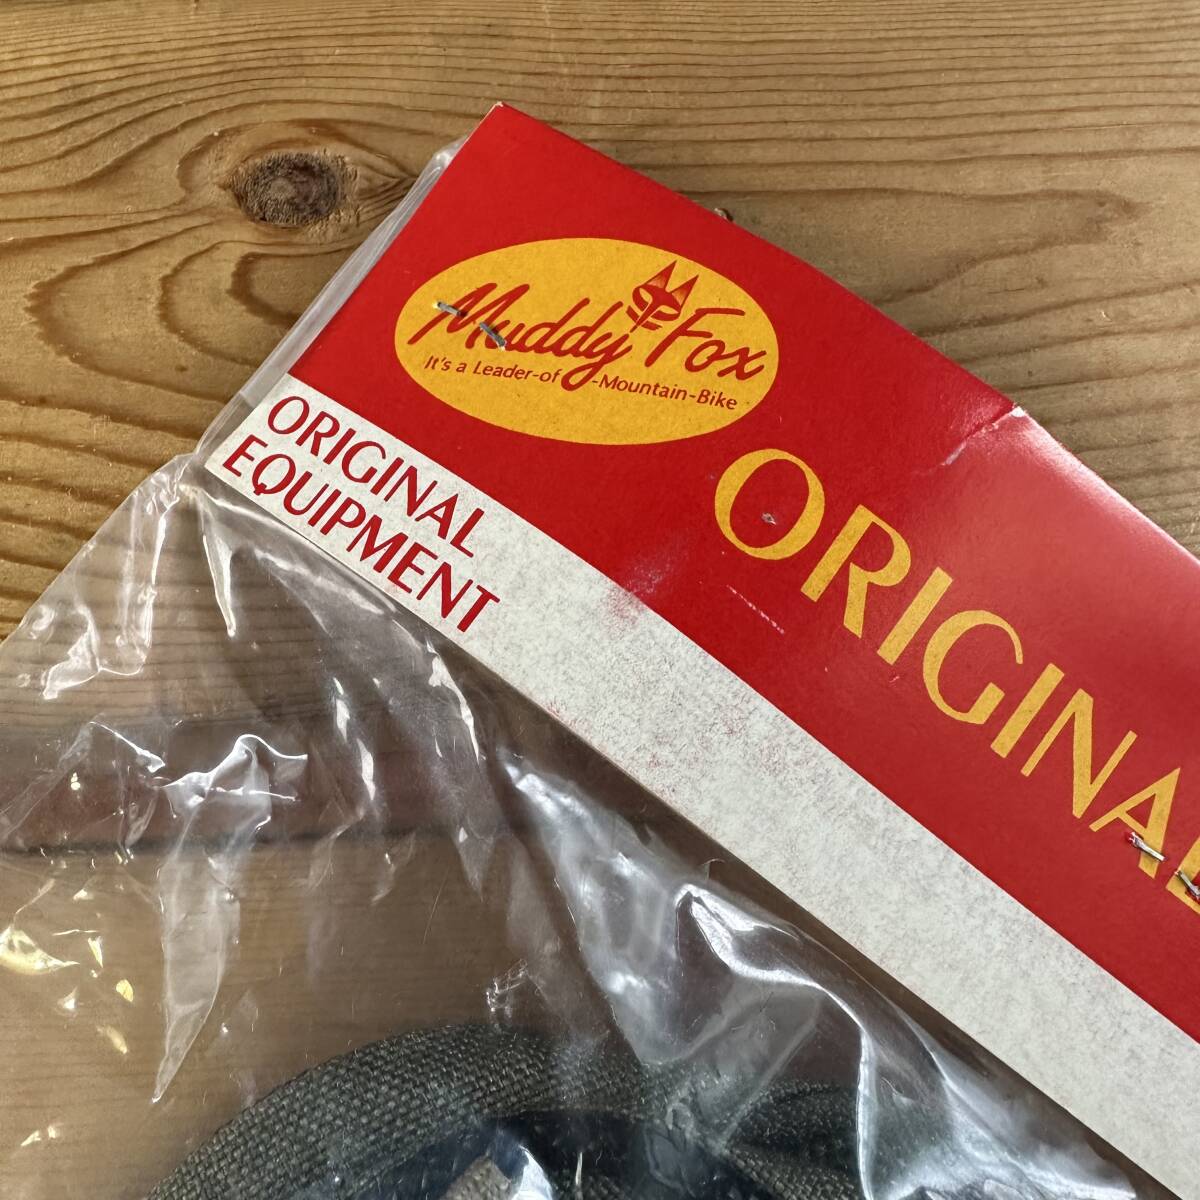 Muddy Fox
It's a Leader-of-Mountain-Bike
ORIGINAL
ORIGINAL
EQUIPMENT